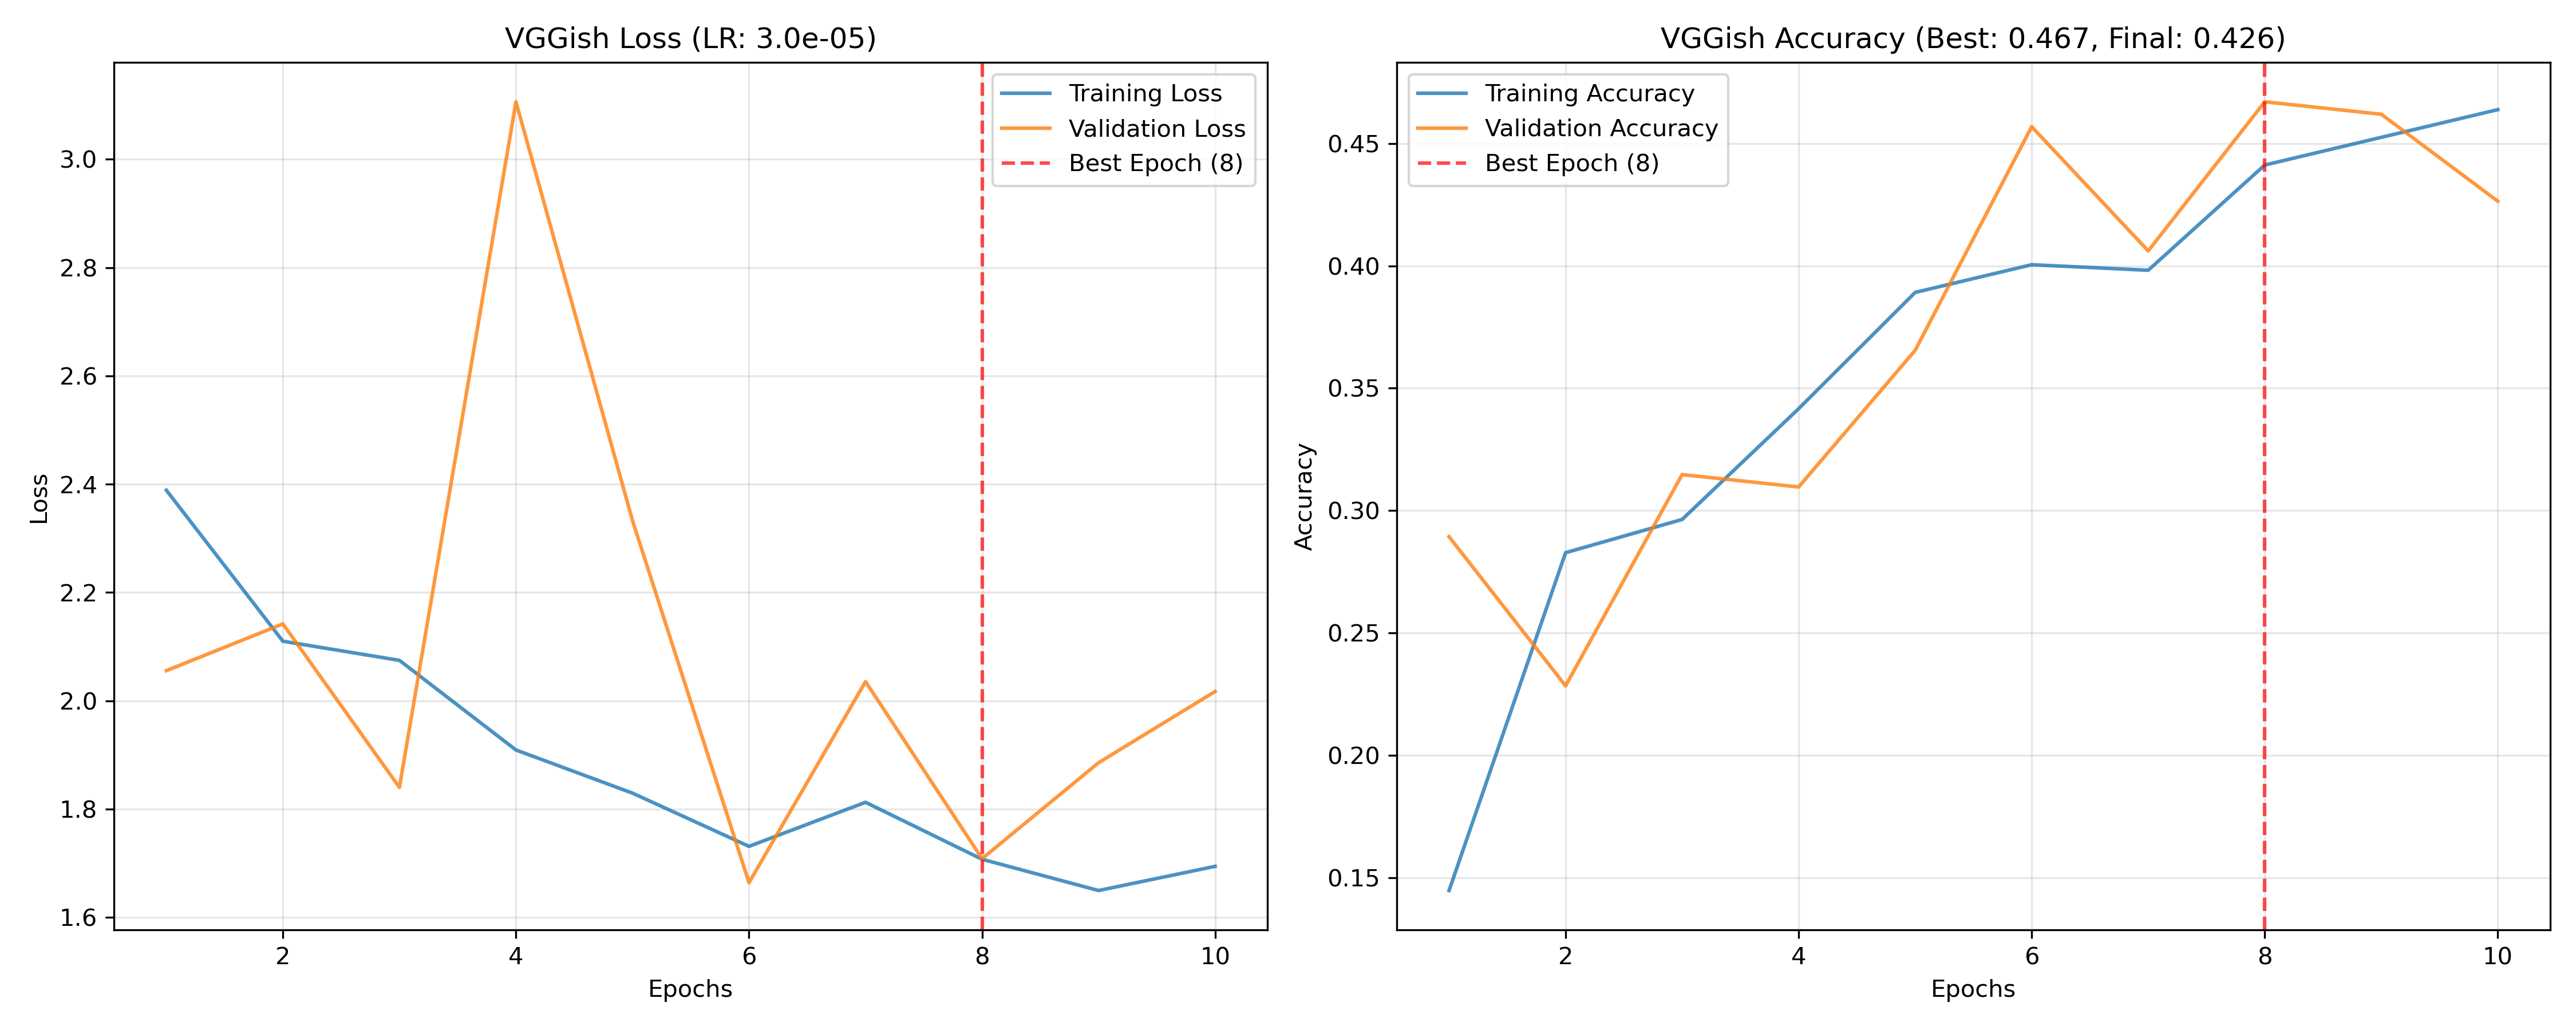 VGGish Loss (LR: 3.0e-05)
Training Loss
Validation Loss
Best Epoch (8)
Loss
3.0
2.8
2.6
2.4
2.2
2.0
1.8
1.6
2 4 6 8 10
Epochs
VGGish Accuracy (Best: 0.467, Final: 0.426)
Training Accuracy
Validation Accuracy
Best Epoch (8)
Accuracy
0.45
0.40
0.35
0.30
0.25
0.20
0.15
2 4 6 8 10
Epochs